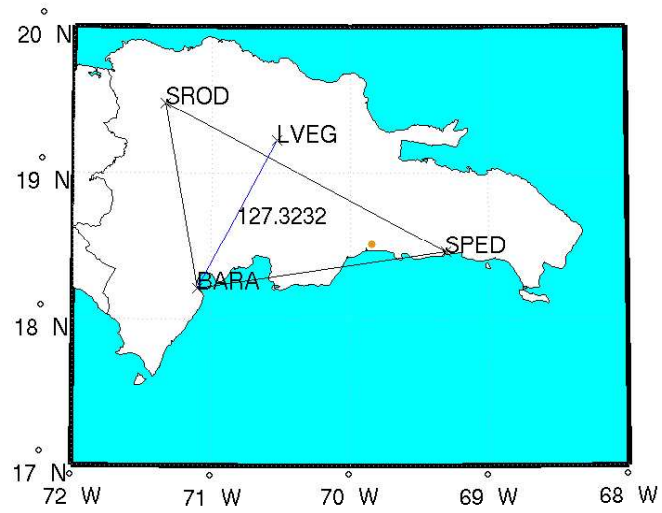 20° N
SROD
LVEG
19° N
127.3232
SPED
BARA
18° N
17° N
72° W 71° W 70° W 69° W 68° W